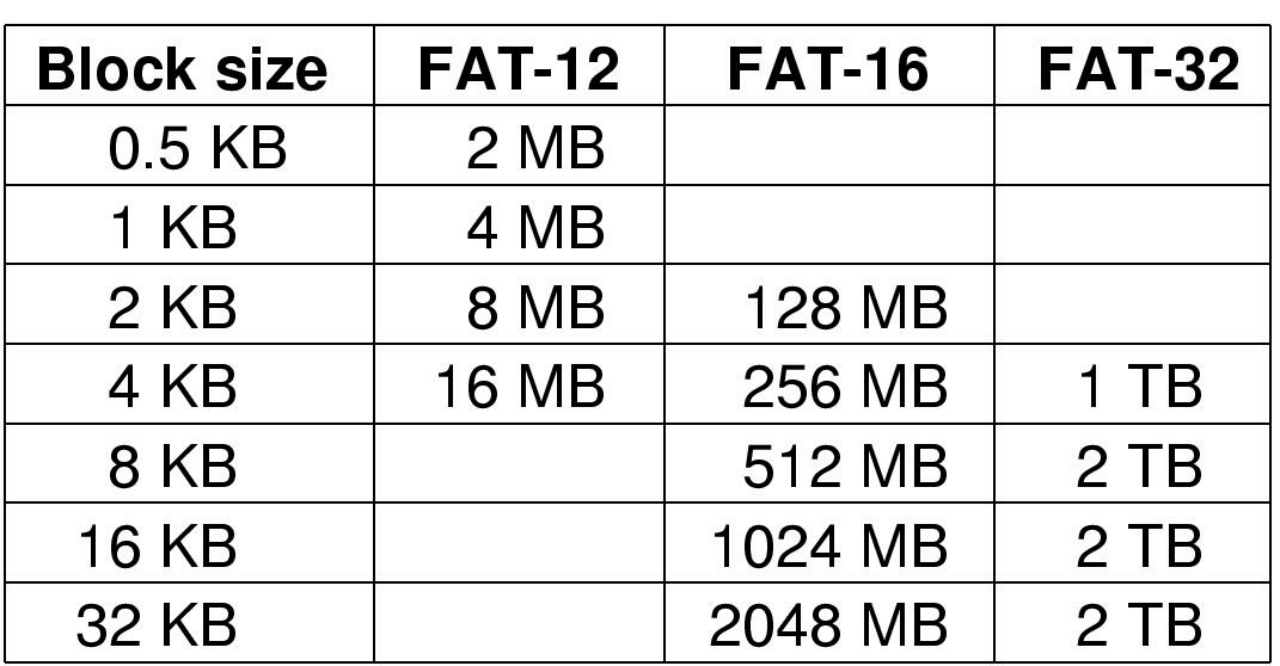 Block size FAT-12 FAT-16 FAT-32
0.5 KB 2 MB
1 KB 4 MB
2 KB 8 MB 128 MB
4 KB 16 MB 256 MB 1 TB
8 KB 512 MB 2 TB
16 KB 1024 MB 2 TB
32 KB 2048 MB 2 TB